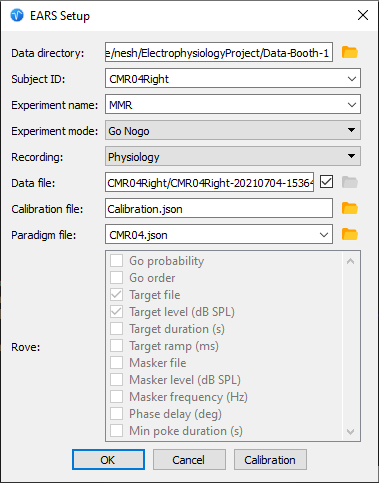 EARS Setup
Data directory: e/nesh/ElectrophysiologyProject/Data-Booth-1
Subject ID: CMR04Right
Experiment name: MMR
Experiment mode: Go Nogo
Recording: Physiology
Data file: CMR04Right/CMR04Right-20210704-15364
Calibration file: Calibration.json
Paradigm file: CMR04.json
Go probability
Go order
Target file
Target level (dB SPL)
Target duration (s)
Target ramp (ms)
Rove:
Masker file
Masker level (dB SPL)
Masker frequency (Hz)
Phase delay (deg)
Min poke duration (s)
OK Cancel Calibration